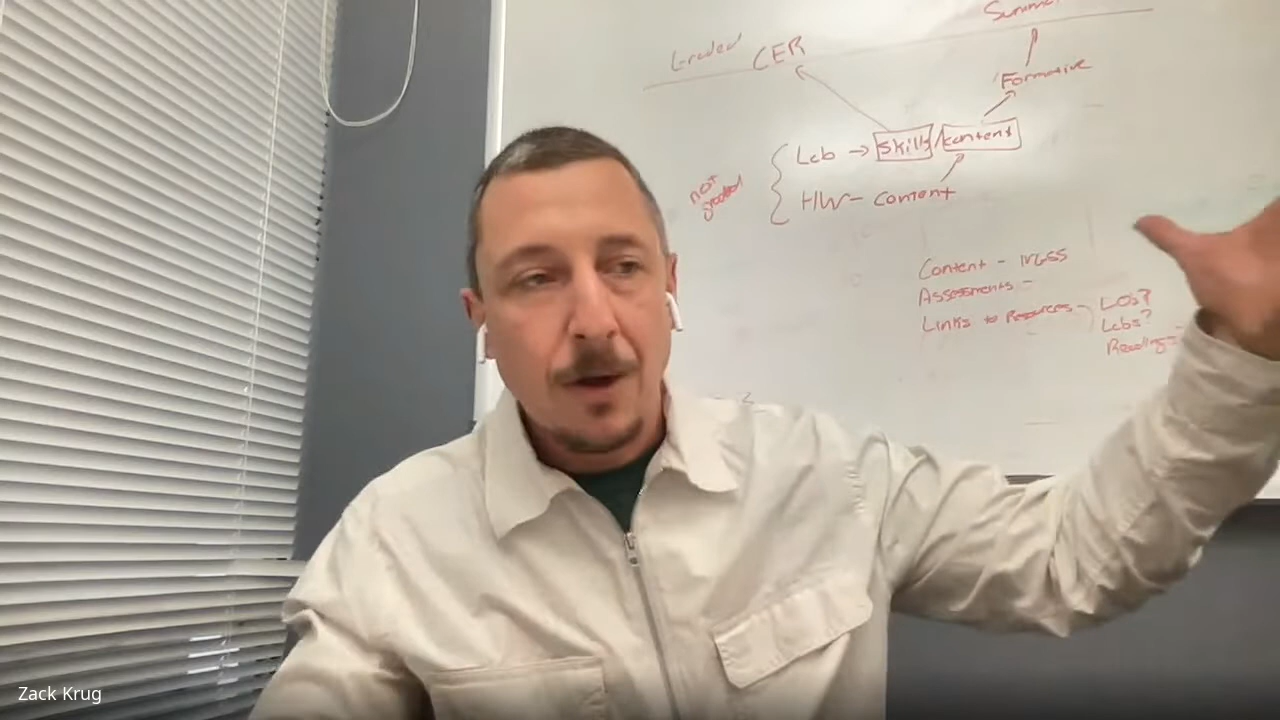 Summa
Graded CER
Formative
Lab → skills/content
not
graded
HW- content
Content - NGSS
Assessments -
Links to Resources - LOs?
Labs?
Readings
Zack Krug